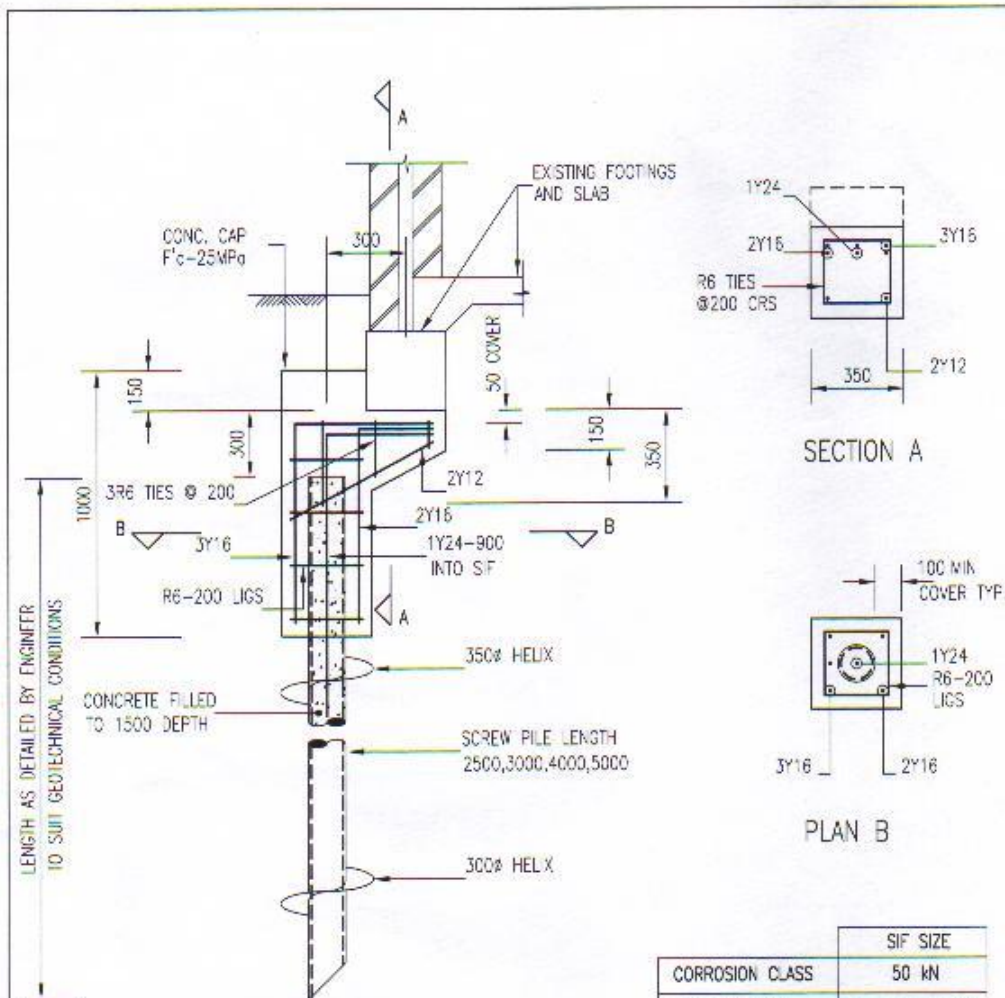 A
EXISTING FOOTINGS
AND SLAB
CONC. CAP
F'c-25MPa
300
50 COVER
150
300
1000
150
350
3R6 TIES @ 200
2Y12
2Y16
B
B
3Y16
1Y24-900
INTO SIF
R6-200 LIGS
A
350ø HELIX
CONCRETE FILLED
TO 1500 DEPTH
SCREW PILE LENGTH
2500,3000,4000,5000
LENGTH AS DETAILED BY ENGINEER
TO SUIT GEOTECHNICAL CONDITIONS
300ø HELIX
1Y24
2Y16
3Y16
R6 TIES
@200 CRS
2Y12
350
SECTION A
100 MIN
COVER TYP.
1Y24
R6-200
LIGS
3Y16
2Y16
PLAN B
SIF SIZE
CORROSION CLASS
50 kN